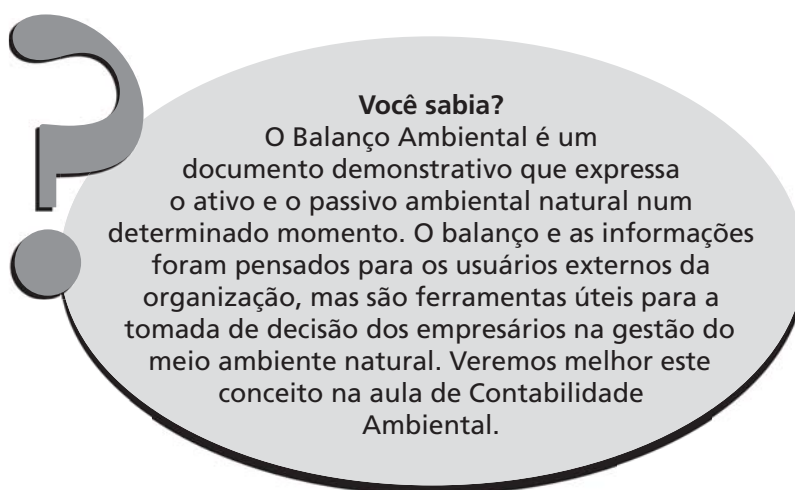 Você sabia?
O Balanço Ambiental é um
documento demonstrativo que expressa
o ativo e o passivo ambiental natural num
determinado momento. O balanço e as informações
foram pensados para os usuários externos da
organização, mas são ferramentas úteis para a
tomada de decisão dos empresários na gestão do
meio ambiente natural. Veremos melhor este
conceito na aula de Contabilidade
Ambiental.